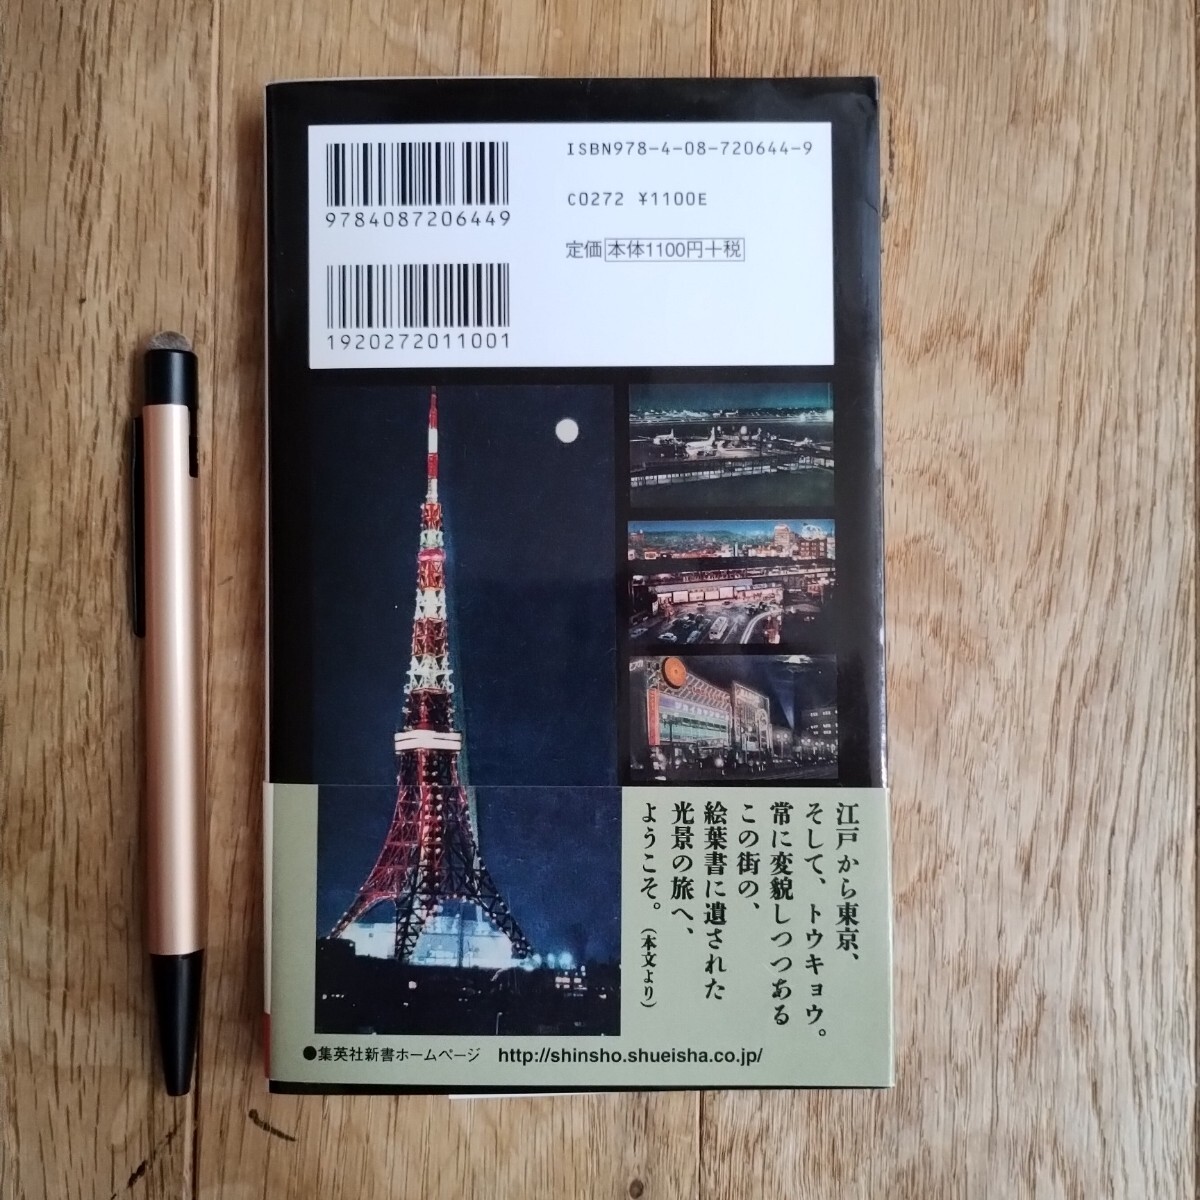 ISBN978-4-08-720644-9
9784087206449
C0272 ¥1100E
定価 本体1100円+税
1920272011001
江戸から東京、
そして、トウキョウ。
常に変貌しつつある
この街の、
絵葉書に遺された
光景の旅へ、
ようこそ。（本文より）
●集英社新書ホームページ http://shinsho.shueisha.co.jp/